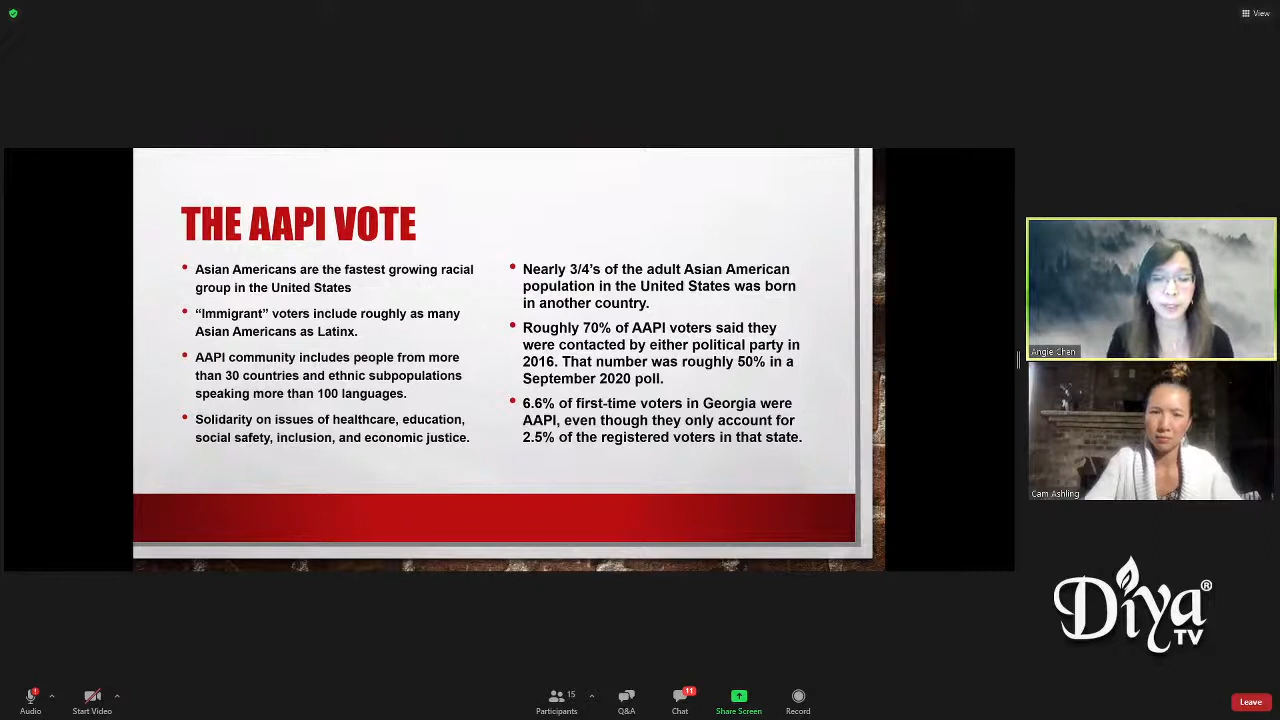 View
THE AAPI VOTE
• Asian Americans are the fastest growing racial
group in the United States
• “Immigrant” voters include roughly as many
Asian Americans as Latinx.
• AAPI community includes people from more
than 30 countries and ethnic subpopulations
speaking more than 100 languages.
• Solidarity on issues of healthcare, education,
social safety, inclusion, and economic justice.
• Nearly 3/4’s of the adult Asian American
population in the United States was born
in another country.
• Roughly 70% of AAPI voters said they
were contacted by either political party in
2016. That number was roughly 50% in a
September 2020 poll.
• 6.6% of first-time voters in Georgia were
AAPI, even though they only account for
2.5% of the registered voters in that state.
Angie Chen
Cam Ashling
Diya®
TV
Audio
Start Video
15
Participants
Q&A
11
Chat
Share Screen
Record
Leave